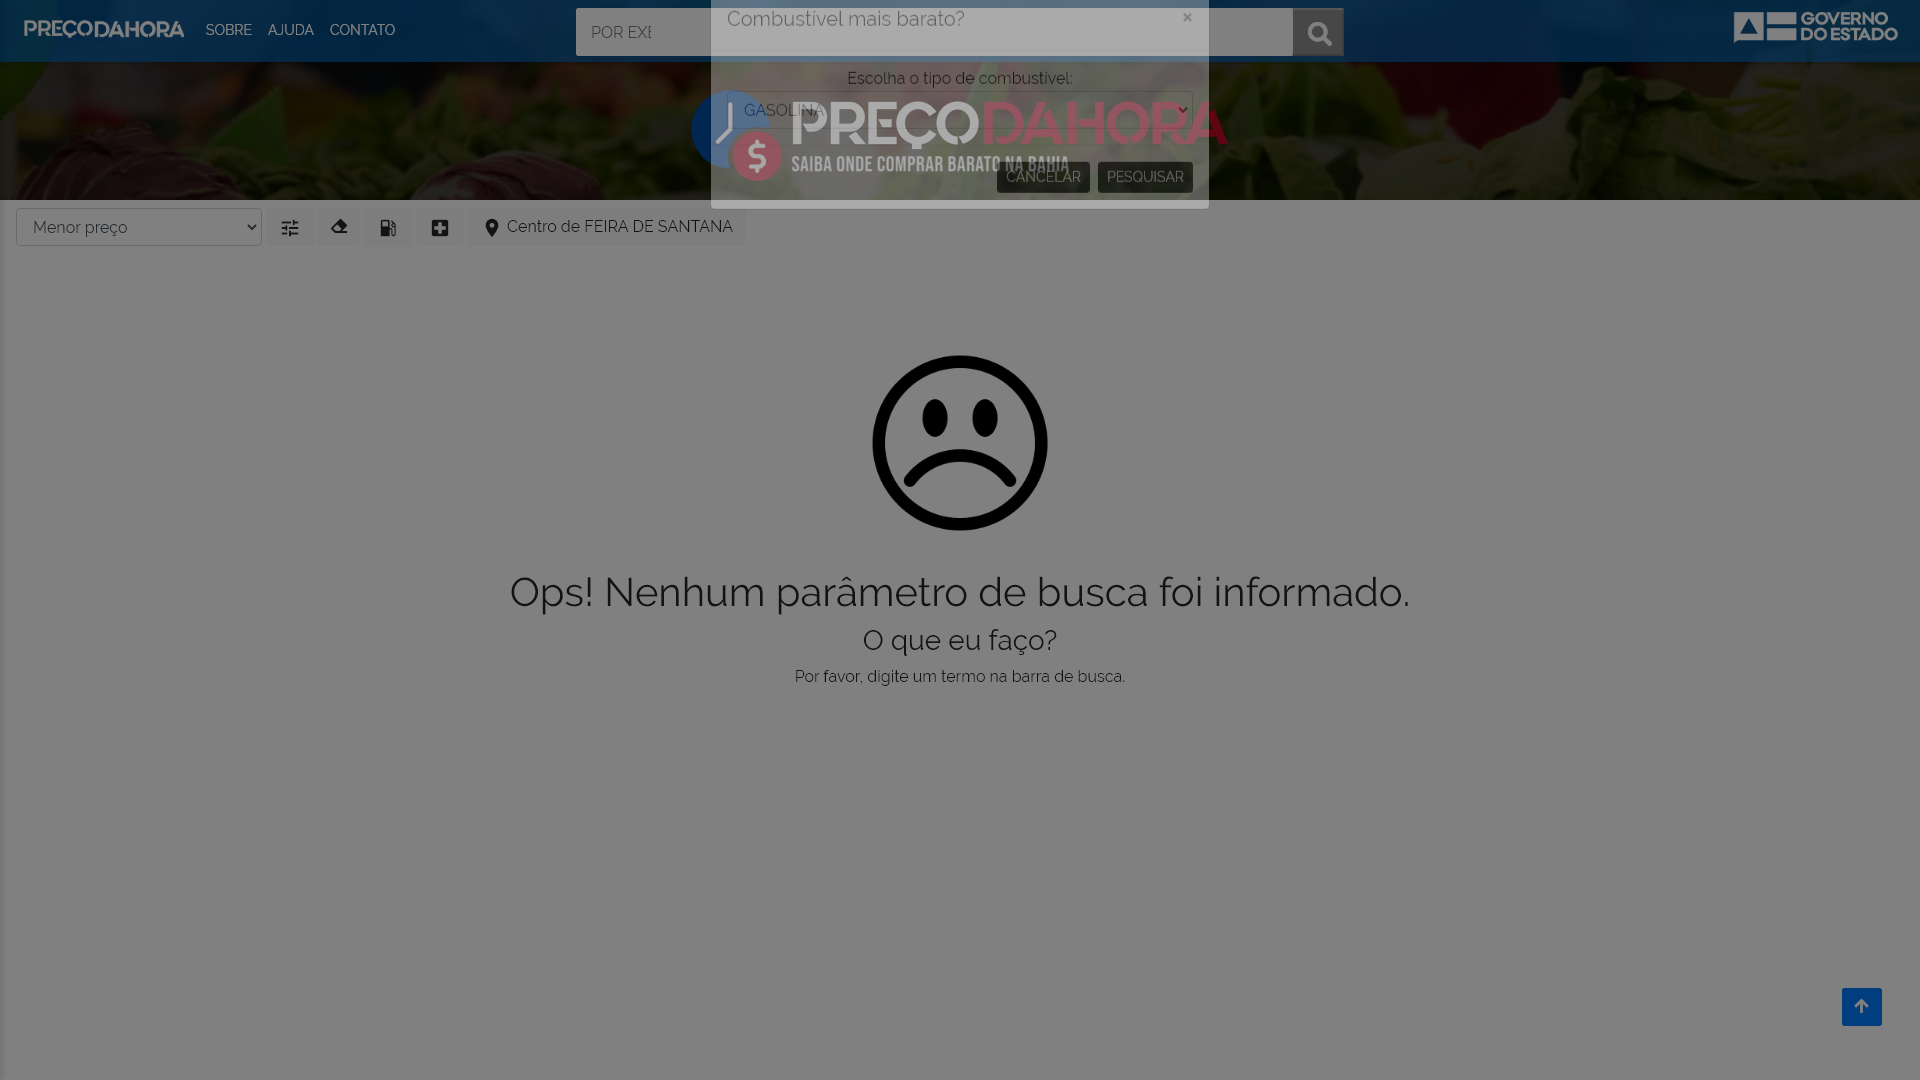 PREÇODAHORA SOBRE AJUDA CONTATO
POR EXE
GOVERNO
DO ESTADO
Combustível mais barato?
×
Escolha o tipo de combustível:
GASOLINA
PREÇODAHORA
SAIBA ONDE COMPRAR BARATO NA BAHIA
CANCELAR PESQUISAR
Menor preço
Centro de FEIRA DE SANTANA
Ops! Nenhum parâmetro de busca foi informado.
O que eu faço?
Por favor, digite um termo na barra de busca.